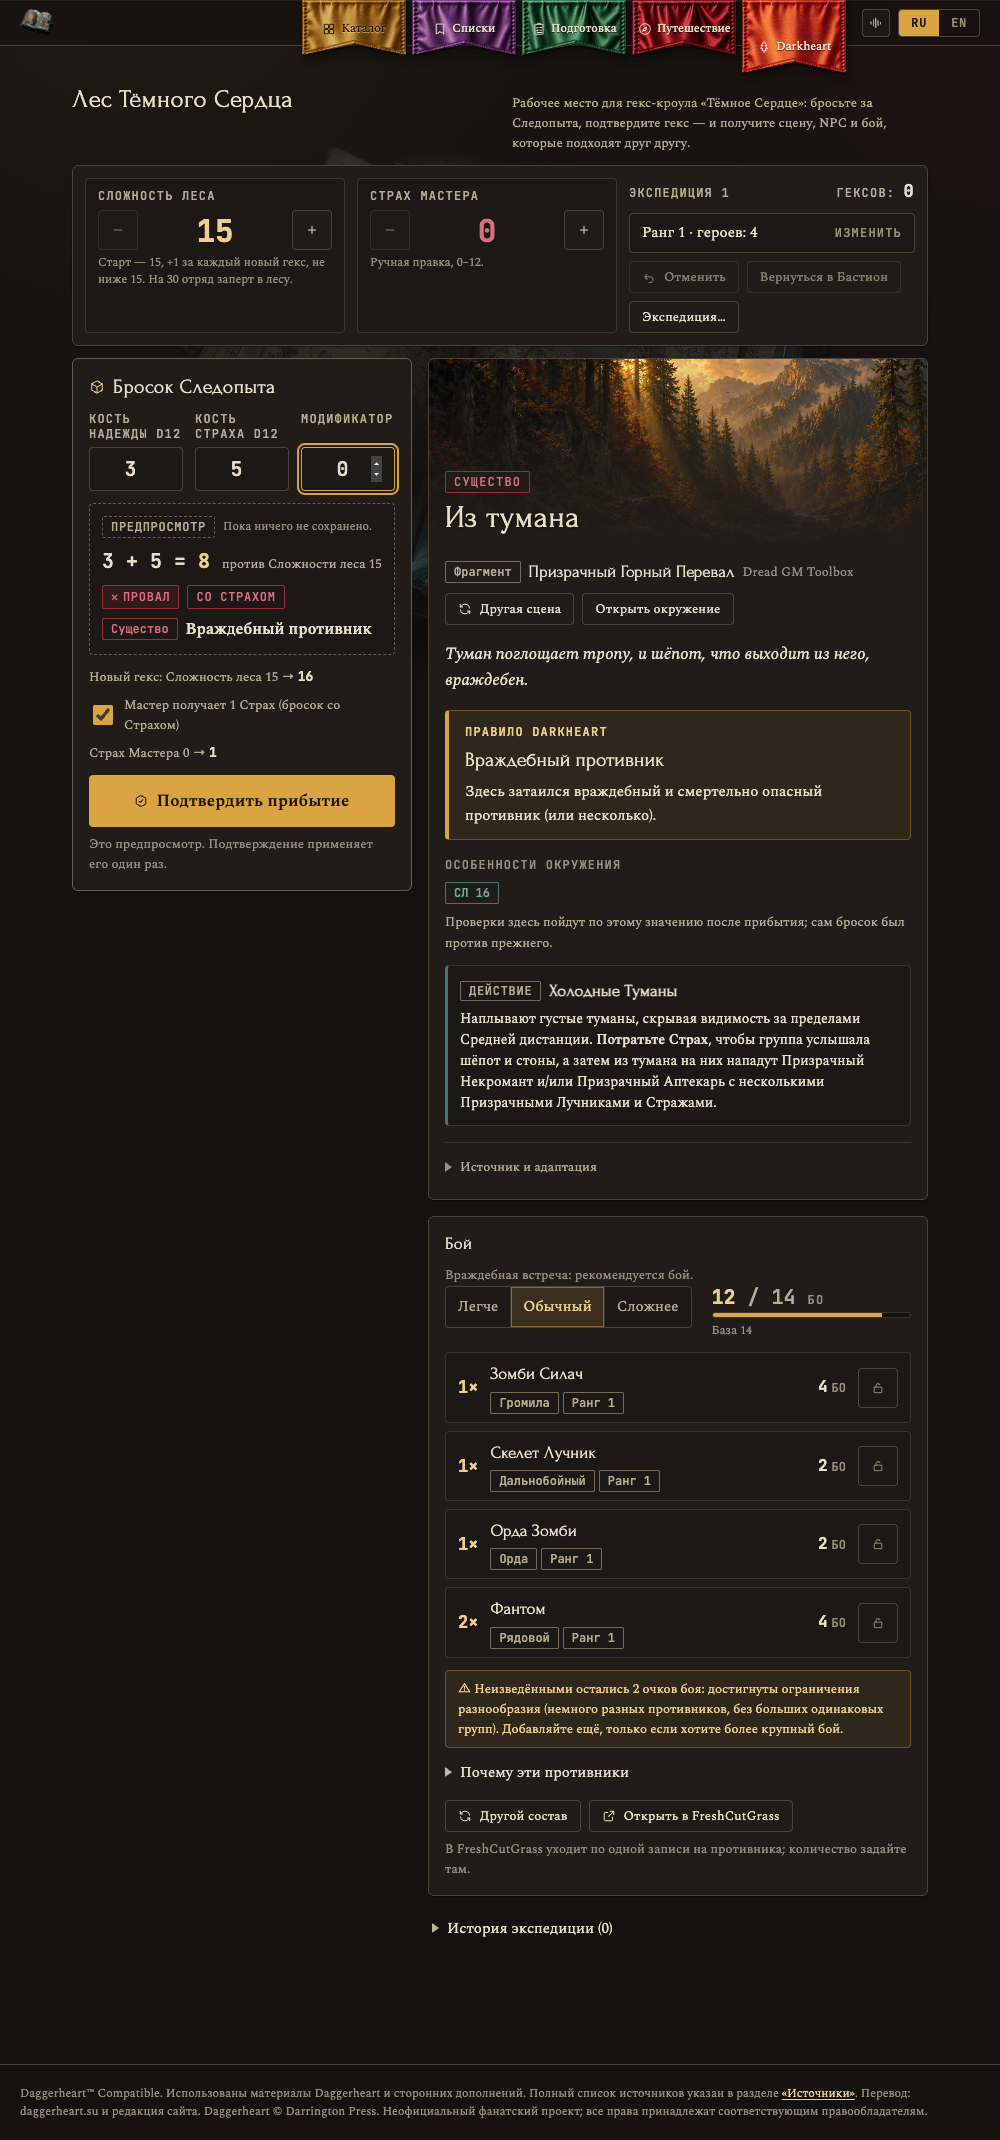 Каталог
Списки
Подготовка
Путешествие
Darkheart
RU
EN
Лес Тёмного Сердца
Рабочее место для гекс-кроула «Тёмное Сердце»: бросьте за
Следопыта, подтвердите гекс — и получите сцену, NPC и бой,
которые подходят друг другу.
СЛОЖНОСТЬ ЛЕСА
− 15 +
Старт — 15, +1 за каждый новый гекс, не
ниже 15. На 30 отряд заперт в лесу.
СТРАХ МАСТЕРА
− 0 +
Ручная правка, 0–12.
ЭКСПЕДИЦИЯ 1
ГЕКСОВ: 0
Ранг 1 · героев: 4
ИЗМЕНИТЬ
Отменить
Вернуться в Бастион
Экспедиция…
Бросок Следопыта
КОСТЬ
НАДЕЖДЫ D12
КОСТЬ
СТРАХА D12
МОДИФИКАТОР
3
5
0
ПРЕДПРОСМОТР
Пока ничего не сохранено.
3 + 5 = 8 против Сложности леса 15
× ПРОВАЛ
СО СТРАХОМ
Существо
Враждебный противник
Новый гекс: Сложность леса 15 → 16
Мастер получает 1 Страх (бросок со
Страхом)
Страх Мастера 0 → 1
Подтвердить прибытие
Это предпросмотр. Подтверждение применяет
его один раз.
СУЩЕСТВО
Из тумана
Фрагмент
Призрачный Горный Перевал
Dread GM Toolbox
Другая сцена
Открыть окружение
Туман поглощает тропу, и шёпот, что выходит из него,
враждебен.
ПРАВИЛО DARKHEART
Враждебный противник
Здесь затаился враждебный и смертельно опасный
противник (или несколько).
ОСОБЕННОСТИ ОКРУЖЕНИЯ
СЛ 16
Проверки здесь пойдут по этому значению после прибытия; сам бросок был
против прежнего.
ДЕЙСТВИЕ
Холодные Туманы
Наплывают густые туманы, скрывая видимость за пределами
Средней дистанции. Потратьте Страх, чтобы группа услышала
шёпот и стоны, а затем из тумана на них нападут Призрачный
Некромант и/или Призрачный Аптекарь с несколькими
Призрачными Лучниками и Стражами.
Источник и адаптация
Бой
Враждебная встреча: рекомендуется бой.
Легче
Обычный
Сложнее
12 / 14 БО
База 14
1×
Зомби Силач
Громила
Ранг 1
4 БО
1×
Скелет Лучник
Дальнобойный
Ранг 1
2 БО
1×
Орда Зомби
Орда
Ранг 1
2 БО
2×
Фантом
Рядовой
Ранг 1
4 БО
Неизведёнными остались 2 очков боя: достигнуты ограничения
разнообразия (немного разных противников, без больших одинаковых
групп). Добавляйте ещё, только если хотите более крупный бой.
Почему эти противники
Другой состав
Открыть в FreshCutGrass
В FreshCutGrass уходит по одной записи на противника; количество задайте
там.
История экспедиции (0)
Daggerheart™ Compatible. Использованы материалы Daggerheart и сторонних дополнений. Полный список источников указан в разделе «Источники». Перевод:
daggerheart.su и редакция сайта. Daggerheart © Darrington Press. Неофициальный фанатский проект; все права принадлежат соответствующим правообладателям.